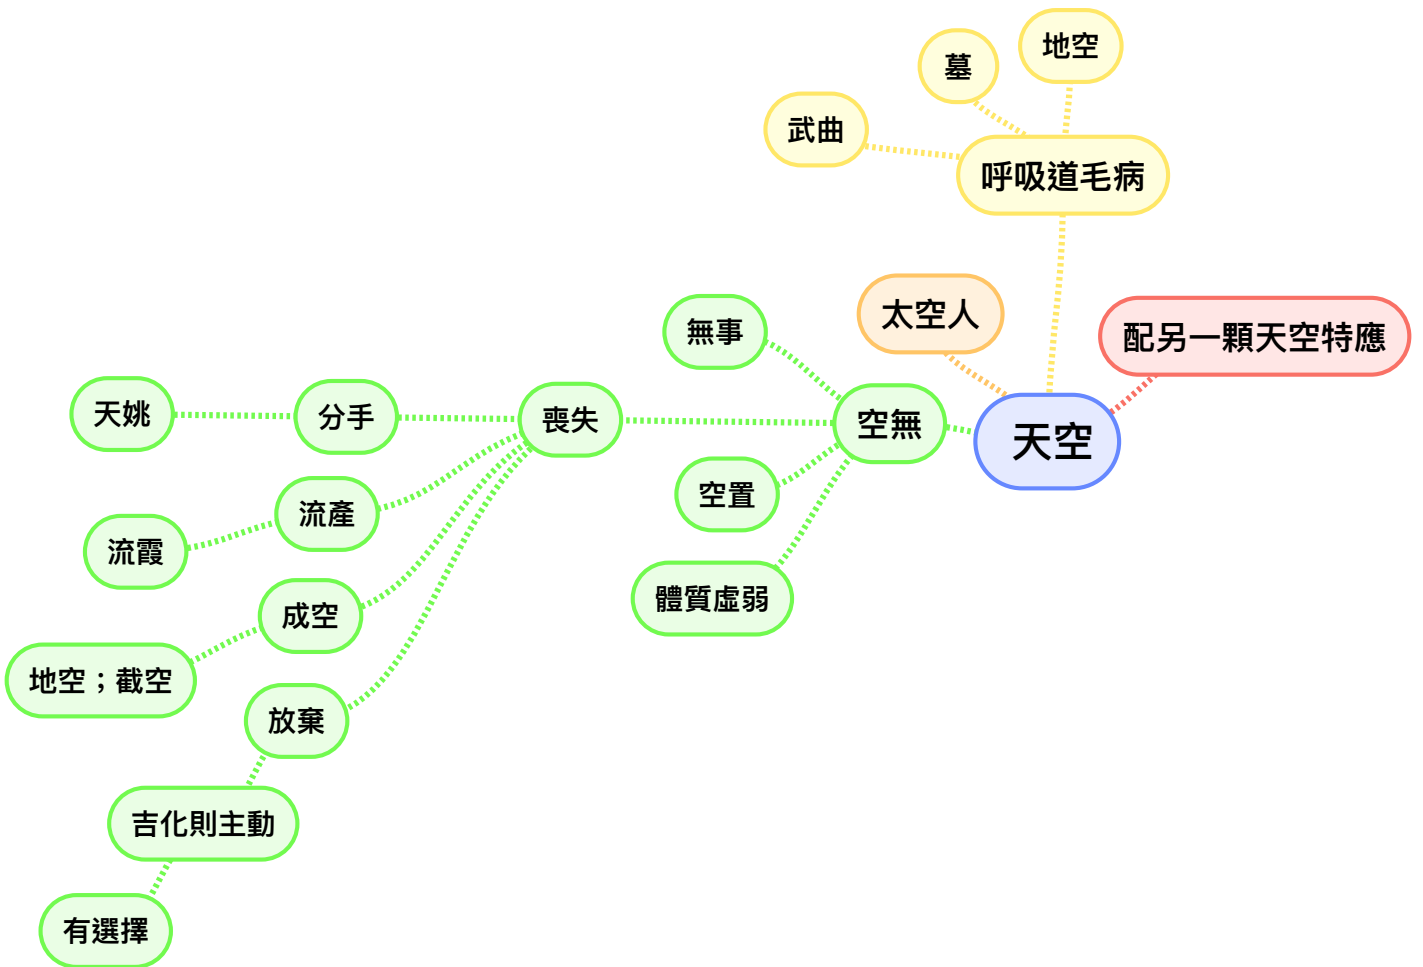 地空
墓
武曲
呼吸道毛病
太空人
配另一顆天空特應
無事
天姚
分手
喪失
空無
天空
流產
空置
流霞
體質虛弱
成空
地空；截空
放棄
吉化則主動
有選擇